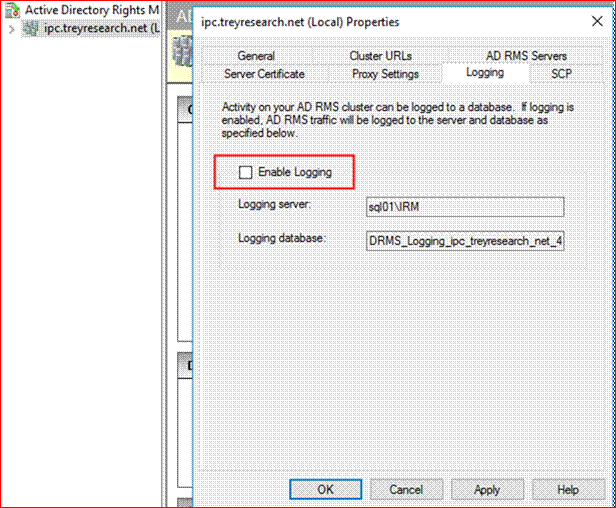 Active Directory Rights M
ipc.treyresearch.net (L
ipc.treyresearch.net (Local) Properties
General Cluster URLs AD RMS Servers
Server Certificate Proxy Settings Logging SCP
Activity on your AD RMS cluster can be logged to a database. If logging is
enabled, AD RMS traffic will be logged to the server and database as
specified below.
Enable Logging
Logging server: sql01\IRM
Logging database: DRMS_Logging_ipc_treyresearch_net_4
OK Cancel Apply Help